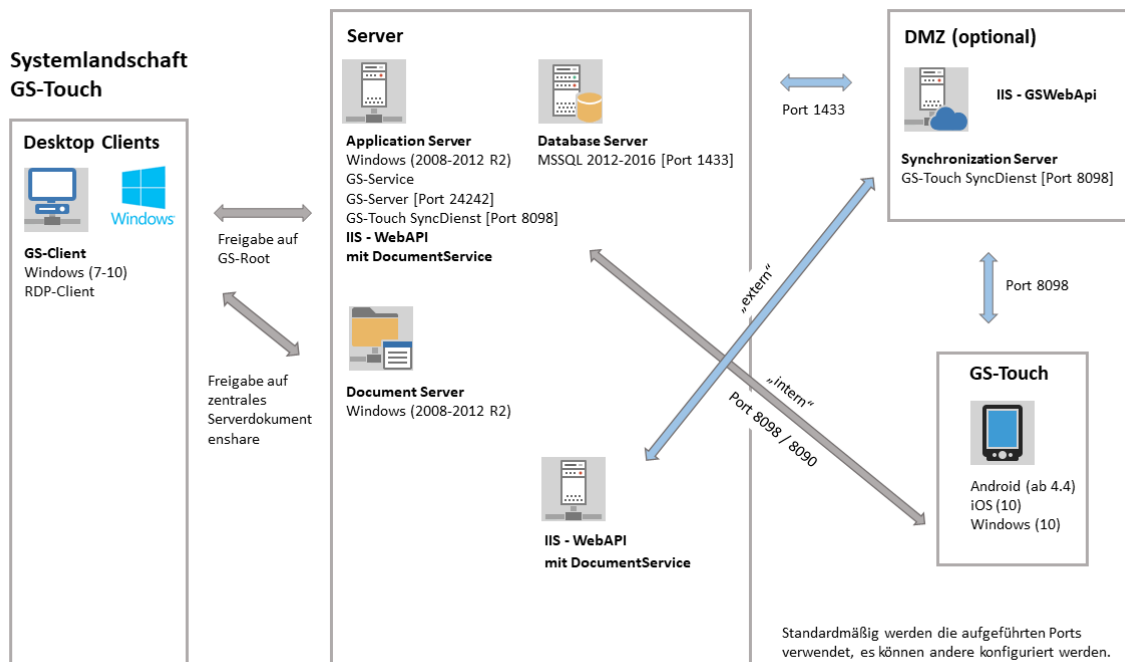 Systemlandschaft
GS-Touch
Desktop Clients
Windows
GS-Client
Windows (7-10)
RDP-Client
Freigabe auf
GS-Root
Freigabe auf
zentrales
Serverdokument
enshare
Server
Application Server
Windows (2008-2012 R2)
GS-Service
GS-Server [Port 24242]
GS-Touch SyncDienst [Port 8098]
IIS - WebAPI
mit DocumentService
Database Server
MSSQL 2012-2016 [Port 1433]
Document Server
Windows (2008-2012 R2)
IIS - WebAPI
mit DocumentService
Port 1433
„extern“
„intern“
Port 8098 / 8090
DMZ (optional)
IIS - GSWebApi
Synchronization Server
GS-Touch SyncDienst [Port 8098]
Port 8098
GS-Touch
Android (ab 4.4)
iOS (10)
Windows (10)
Standardmäßig werden die aufgeführten Ports
verwendet, es können andere konfiguriert werden.